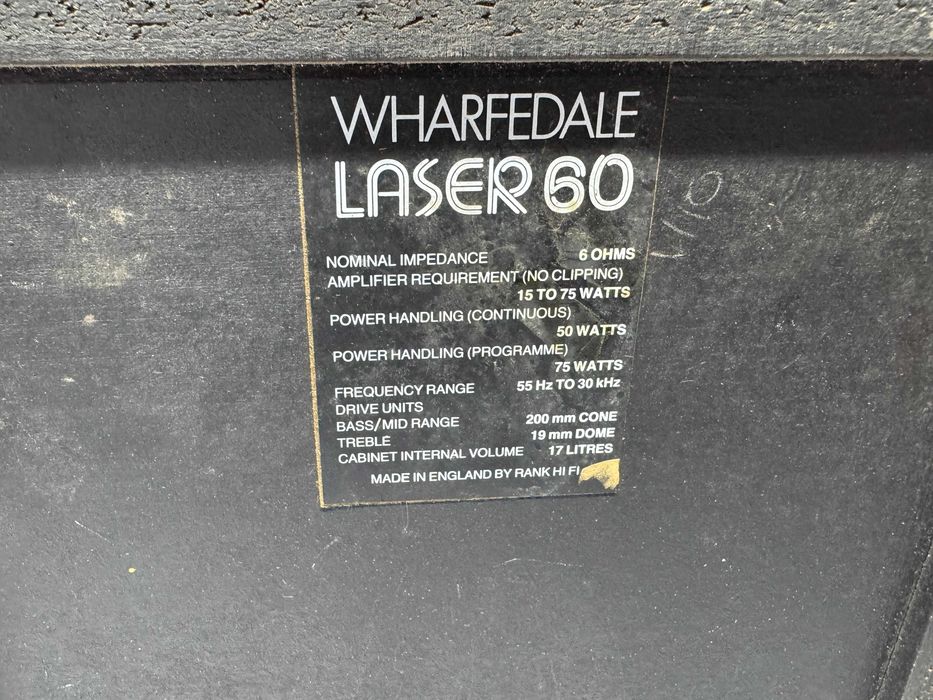 WHARFEDALE
LASER 60
NOMINAL IMPEDANCE 6 OHMS
AMPLIFIER REQUIREMENT (NO CLIPPING)
15 TO 75 WATTS
POWER HANDLING (CONTINUOUS)
50 WATTS
POWER HANDLING (PROGRAMME)
75 WATTS
FREQUENCY RANGE 55 Hz TO 30 kHz
DRIVE UNITS
BASS/MID RANGE 200 mm CONE
TREBLE 19 mm DOME
CABINET INTERNAL VOLUME 17 LITRES
MADE IN ENGLAND BY RANK HI FI